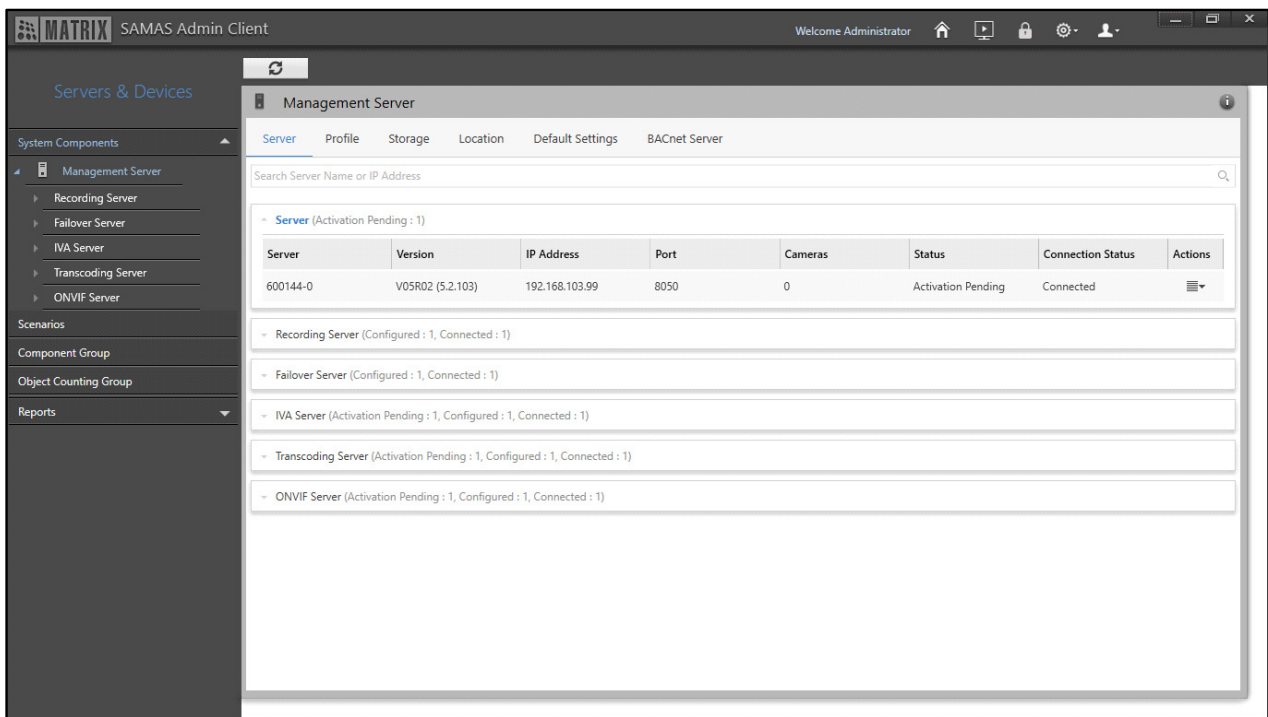 MATRIX SAMAS Admin Client
Welcome Administrator
Servers & Devices
System Components
Management Server
Recording Server
Failover Server
IVA Server
Transcoding Server
ONVIF Server
Scenarios
Component Group
Object Counting Group
Reports
Management Server
Server Profile Storage Location Default Settings BACnet Server
Search Server Name or IP Address
Server (Activation Pending : 1)
Server Version IP Address Port Cameras Status Connection Status Actions
600144-0 V05R02 (5.2.103) 192.168.103.99 8050 0 Activation Pending Connected
Recording Server (Configured : 1, Connected : 1)
Failover Server (Configured : 1, Connected : 1)
IVA Server (Activation Pending : 1, Configured : 1, Connected : 1)
Transcoding Server (Activation Pending : 1, Configured : 1, Connected : 1)
ONVIF Server (Activation Pending : 1, Configured : 1, Connected : 1)